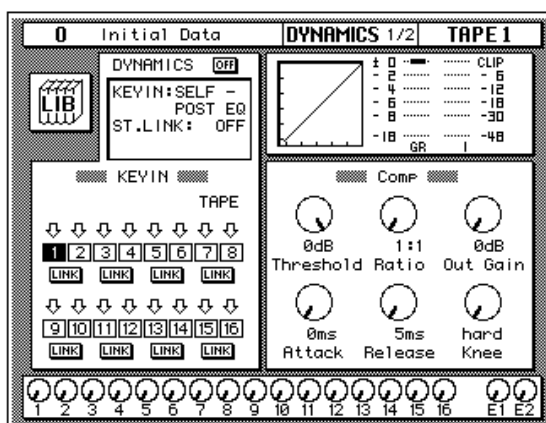 0 Initial Data DYNAMICS 1/2 TAPE 1
LIB
DYNAMICS OFF
KEYIN:SELF -
POST EQ
ST.LINK: OFF
± 0 CLIP
- 2 - 6
- 4 - 12
- 6 - 18
- 8 - 30
- 18 - 48
GR I
KEYIN
TAPE
1 2 3 4 5 6 7 8
LINK LINK LINK LINK
9 10 11 12 13 14 15 16
LINK LINK LINK LINK
Comp
0dB 1:1 0dB
Threshold Ratio Out Gain
0ms 5ms hard
Attack Release Knee
1 2 3 4 5 6 7 8 9 10 11 12 13 14 15 16 E1 E2